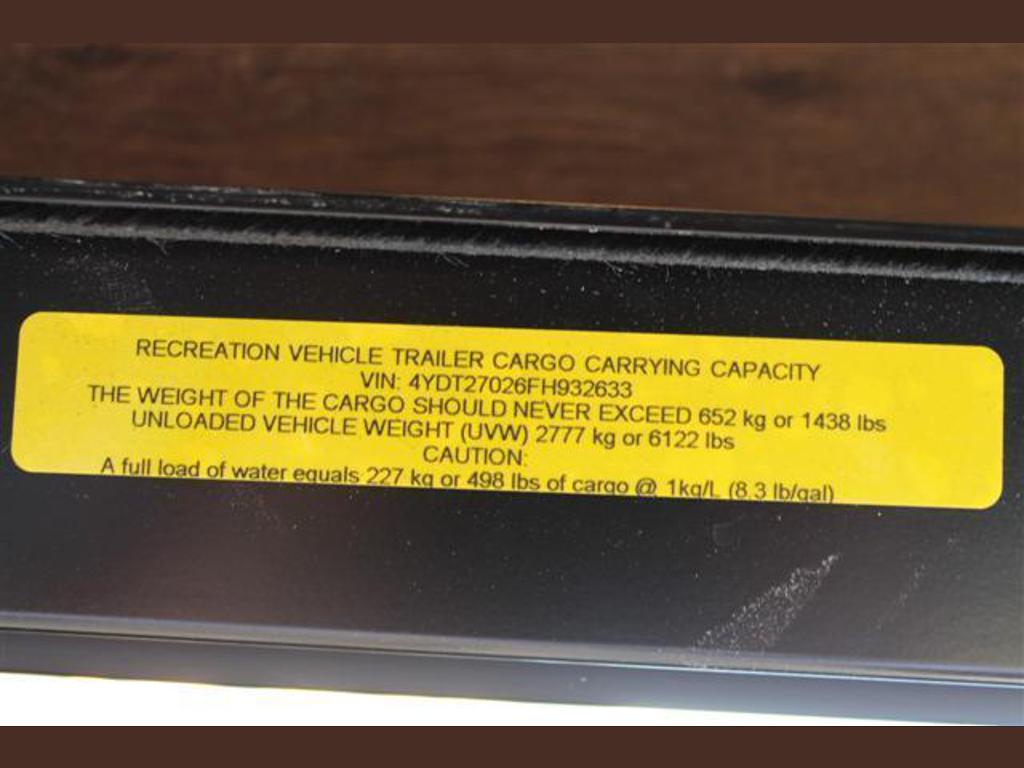 RECREATION VEHICLE TRAILER CARGO CARRYING CAPACITY
VIN: 4YDT27026FH932633
THE WEIGHT OF THE CARGO SHOULD NEVER EXCEED 652 kg or 1438 lbs
UNLOADED VEHICLE WEIGHT (UVW) 2777 kg or 6122 lbs
CAUTION:
A full load of water equals 227 kg or 498 lbs of cargo @ 1kg/L (8.3 lb/gal)